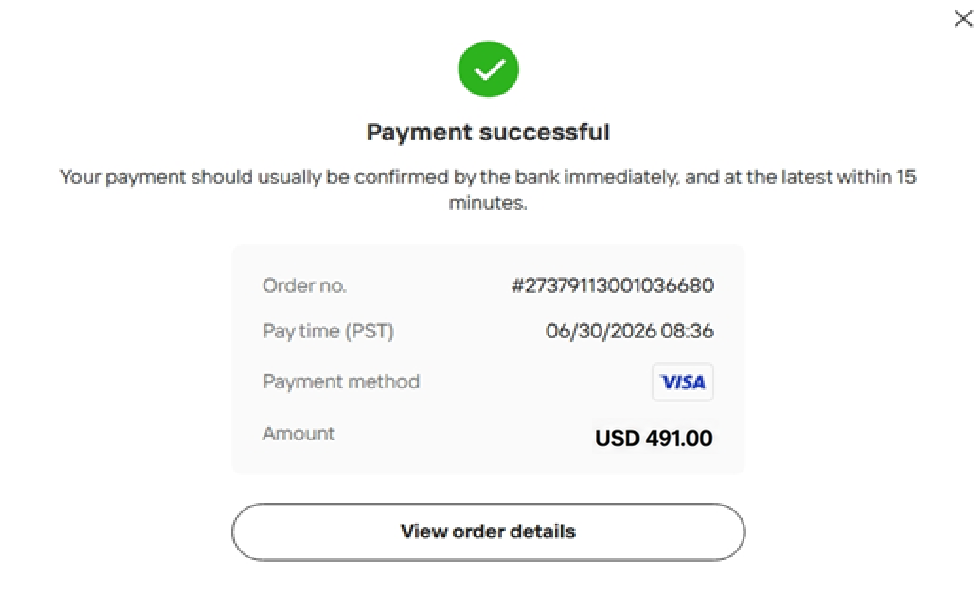 Payment successful
Your payment should usually be confirmed by the bank immediately, and at the latest within 15
minutes.
Order no. #27379113001036680
Pay time (PST) 06/30/2026 08:36
Payment method VISA
Amount USD 491.00
View order details